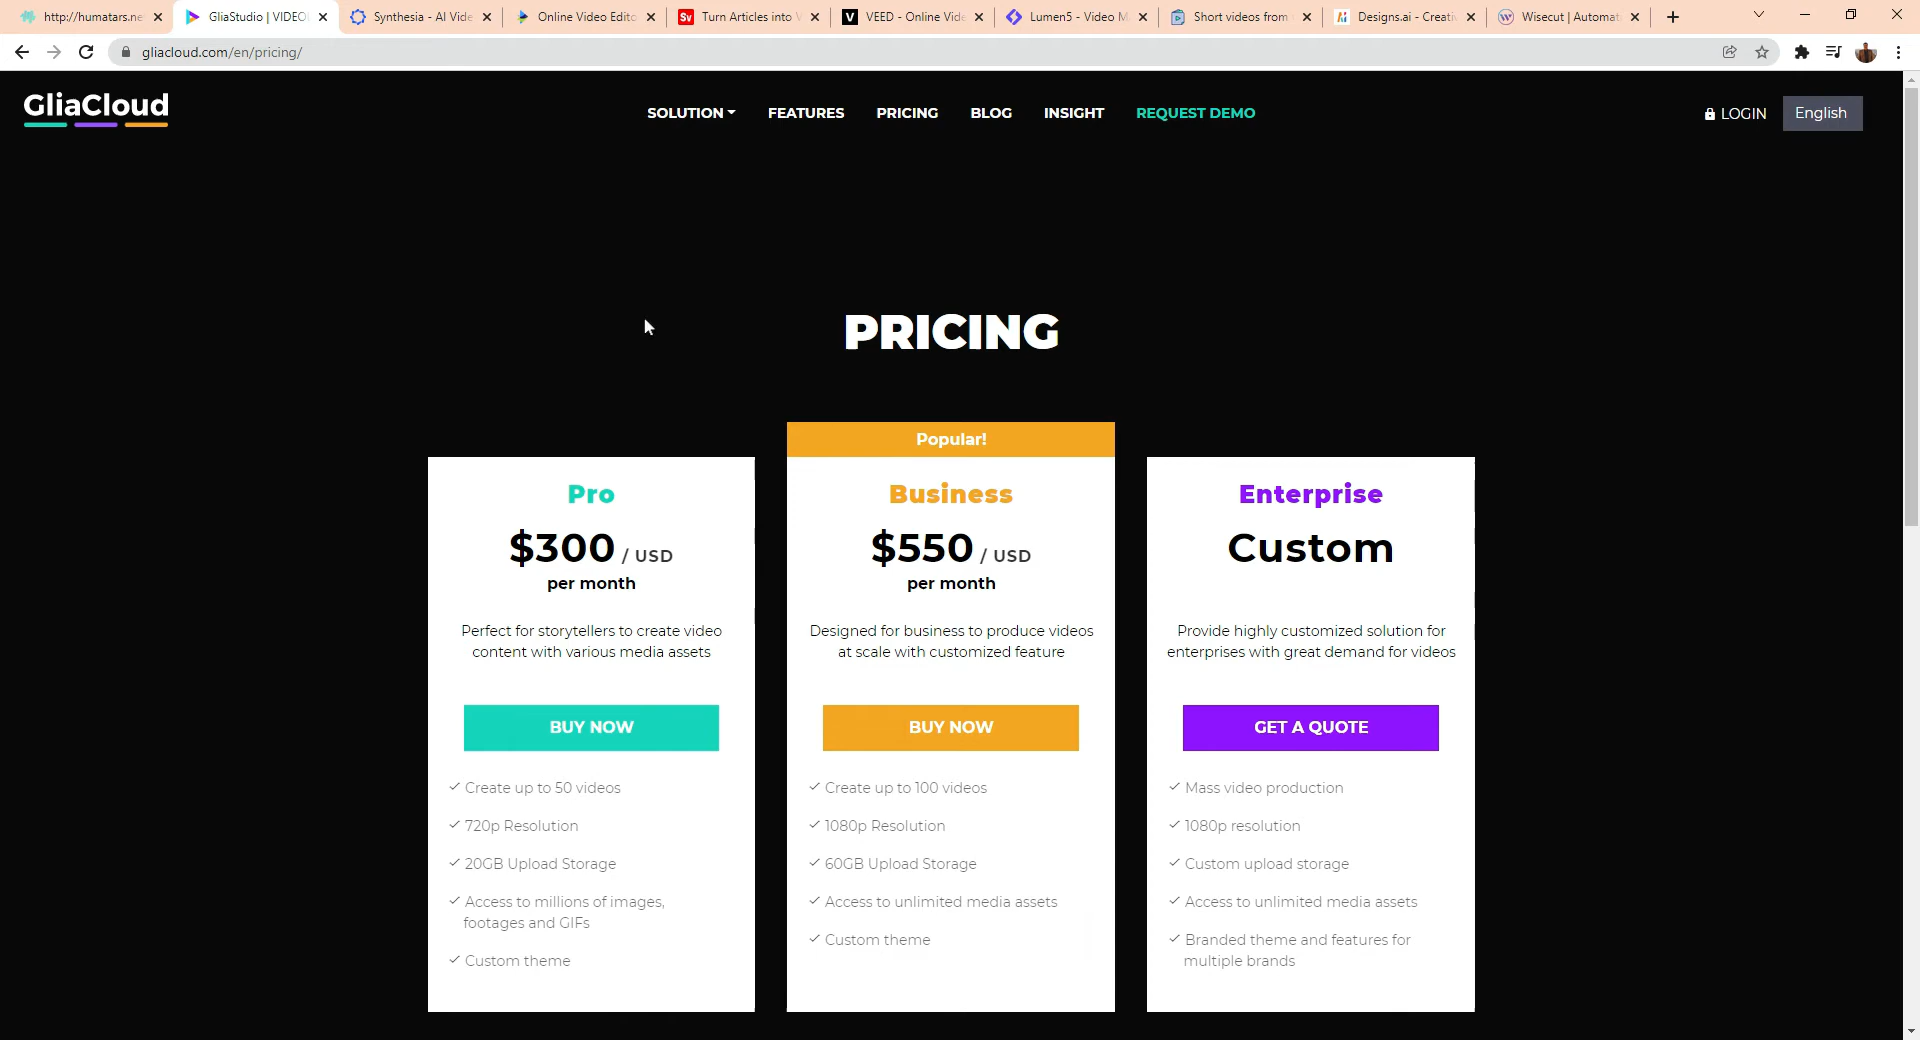 http://humatars.ne
GliaStudio | VIDEO
Synthesia - AI Vide
Online Video Edito
Turn Articles into V
VEED - Online Vide
Lumen5 - Video M
Short videos from
Designs.ai - Creati
Wisecut | Automat
gliacloud.com/en/pricing/
GliaCloud
SOLUTION
FEATURES
PRICING
BLOG
INSIGHT
REQUEST DEMO
LOGIN
English
PRICING
Popular!
Pro
$300 / USD
per month
Perfect for storytellers to create video
content with various media assets
BUY NOW
Create up to 50 videos
720p Resolution
20GB Upload Storage
Access to millions of images,
footages and GIFs
Custom theme
Business
$550 / USD
per month
Designed for business to produce videos
at scale with customized feature
BUY NOW
Create up to 100 videos
1080p Resolution
60GB Upload Storage
Access to unlimited media assets
Custom theme
Enterprise
Custom
Provide highly customized solution for
enterprises with great demand for videos
GET A QUOTE
Mass video production
1080p resolution
Custom upload storage
Access to unlimited media assets
Branded theme and features for
multiple brands